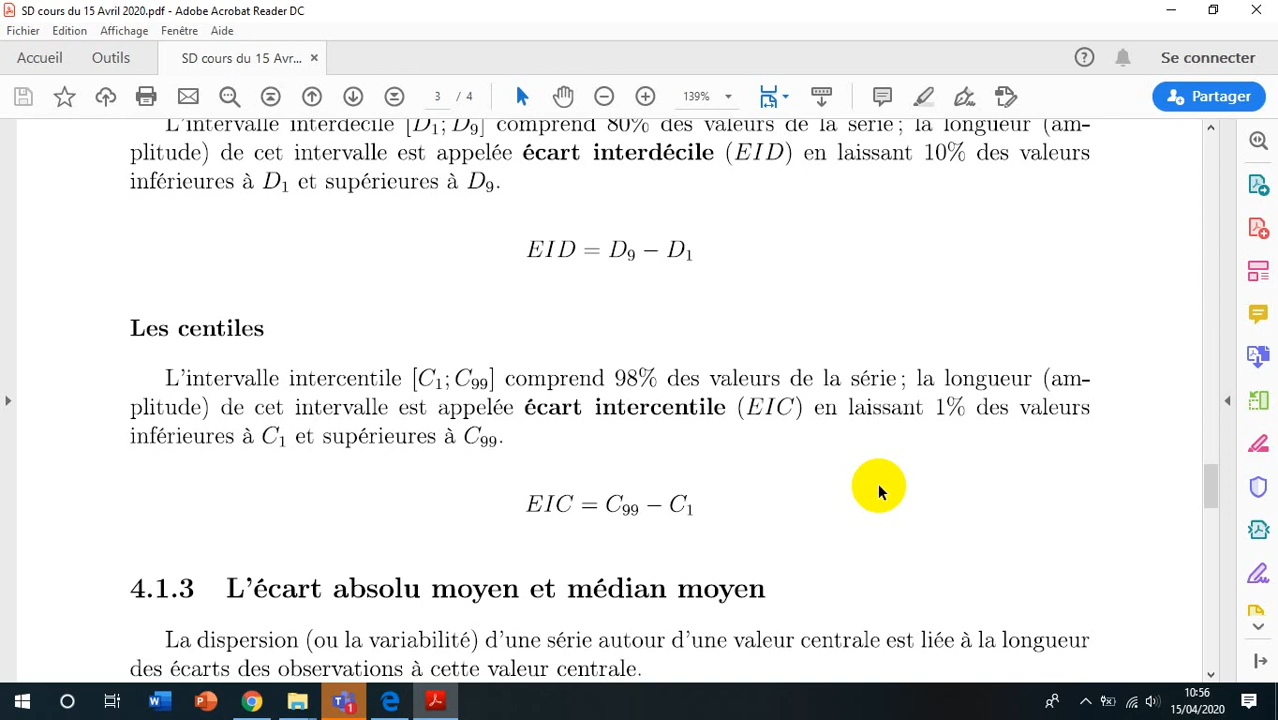 SD cours du 15 Avril 2020.pdf - Adobe Acrobat Reader DC
Fichier Edition Affichage Fenêtre Aide
Accueil Outils SD cours du 15 Avr... × Se connecter
3 / 4 139% Partager
L'intervalle interdécile [D₁; D₉] comprend 80% des valeurs de la série ; la longueur (am-
plitude) de cet intervalle est appelée écart interdécile (EID) en laissant 10% des valeurs
inférieures à D₁ et supérieures à D₉.
EID = D₉ − D₁
Les centiles
L'intervalle intercentile [C₁; C₉₉] comprend 98% des valeurs de la série ; la longueur (am-
plitude) de cet intervalle est appelée écart intercentile (EIC) en laissant 1% des valeurs
inférieures à C₁ et supérieures à C₉₉.
EIC = C₉₉ − C₁
4.1.3 L'écart absolu moyen et médian moyen
La dispersion (ou la variabilité) d'une série autour d'une valeur centrale est liée à la longueur
des écarts des observations à cette valeur centrale.
10:56
15/04/2020